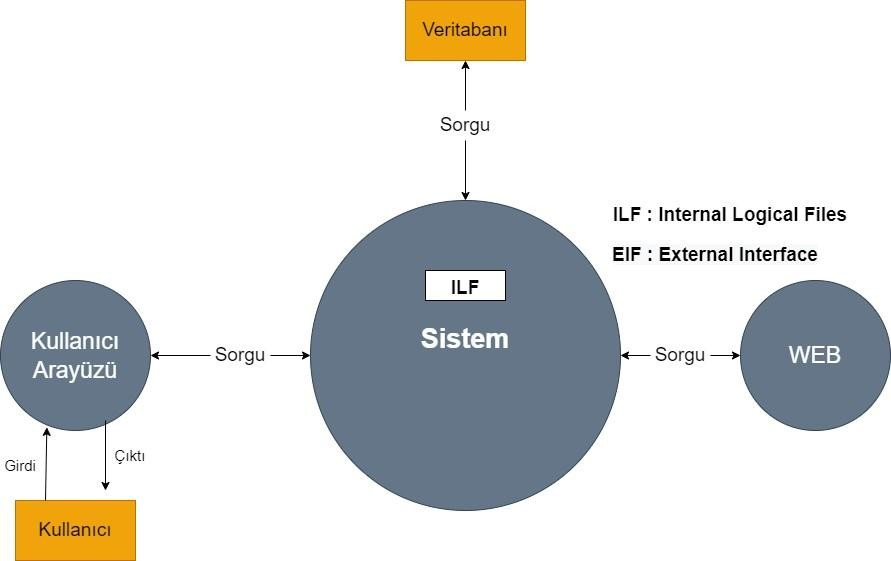 Veritabanı
Sorgu
ILF : Internal Logical Files
EIF : External Interface
ILF
Sistem
Kullanıcı
Arayüzü
Sorgu
Sorgu
WEB
Girdi
Çıktı
Kullanıcı